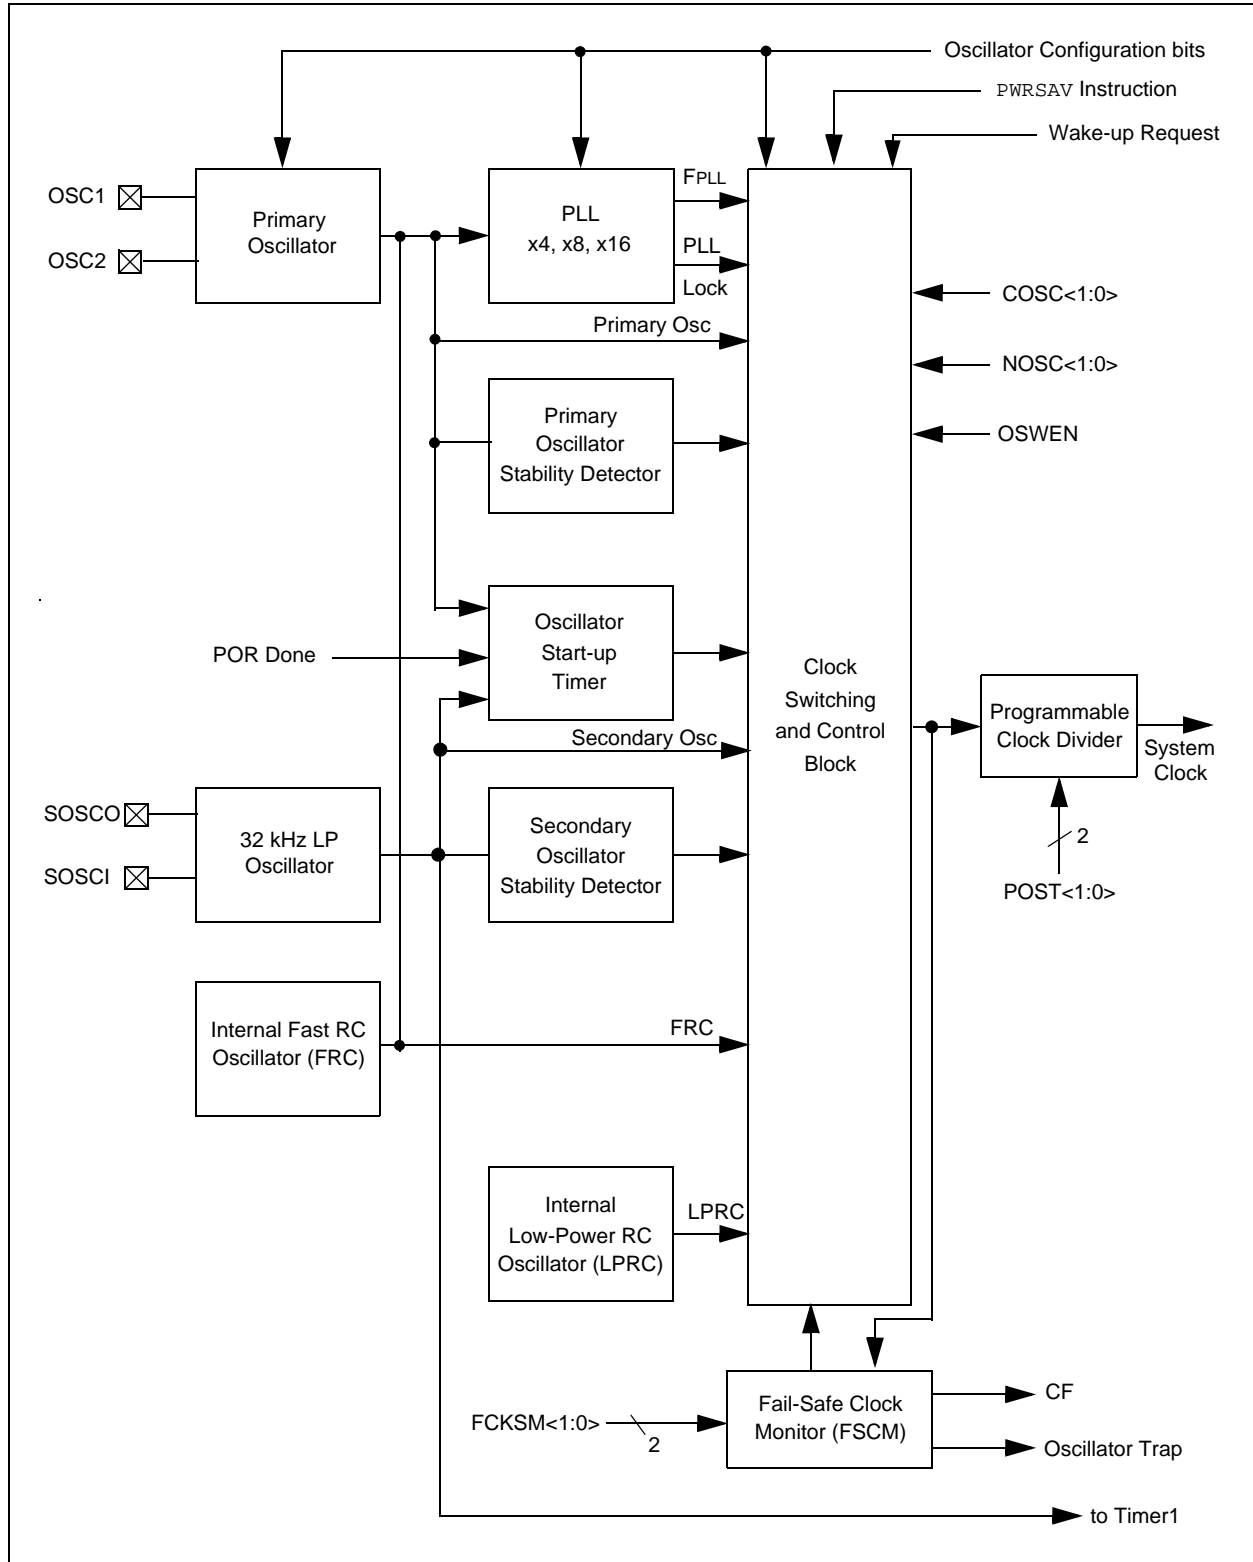 Oscillator Configuration bits
PWRSAV Instruction
Wake-up Request
OSC1
OSC2
Primary
Oscillator
PLL
x4, x8, x16
FPLL
PLL
Lock
COSC<1:0>
NOSC<1:0>
OSWEN
Primary Osc
Primary
Oscillator
Stability Detector
POR Done
Oscillator
Start-up
Timer
Clock
Switching
and Control
Block
Programmable
Clock Divider
System
Clock
2
POST<1:0>
Secondary Osc
SOSCO
SOSCI
32 kHz LP
Oscillator
Secondary
Oscillator
Stability Detector
Internal Fast RC
Oscillator (FRC)
FRC
Internal
Low-Power RC
Oscillator (LPRC)
LPRC
FCKSM<1:0>
2
Fail-Safe Clock
Monitor (FSCM)
CF
Oscillator Trap
to Timer1